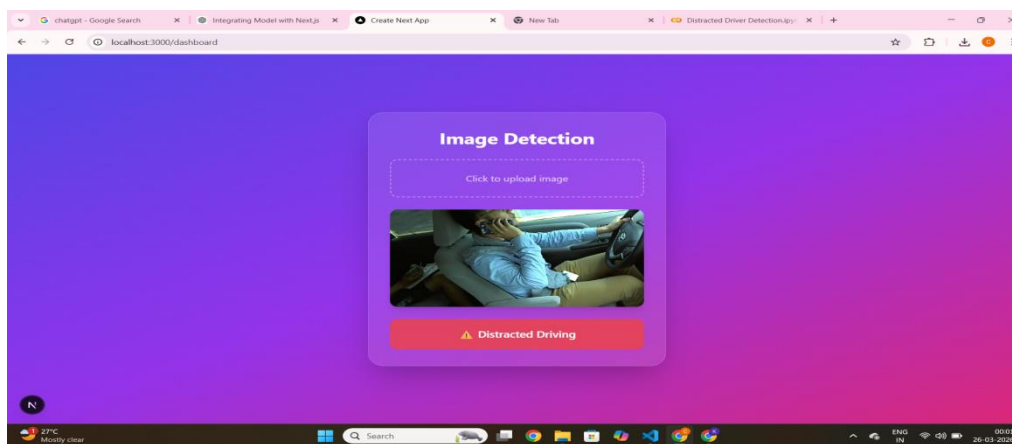 chatgpt - Google Search
Integrating Model with Next.js
Create Next App
New Tab
Distracted Driver Detection.ipy
localhost:3000/dashboard
Image Detection
Click to upload image
⚠ Distracted Driving
N
27°C
Mostly clear
Search
ENG
IN
26-03-202